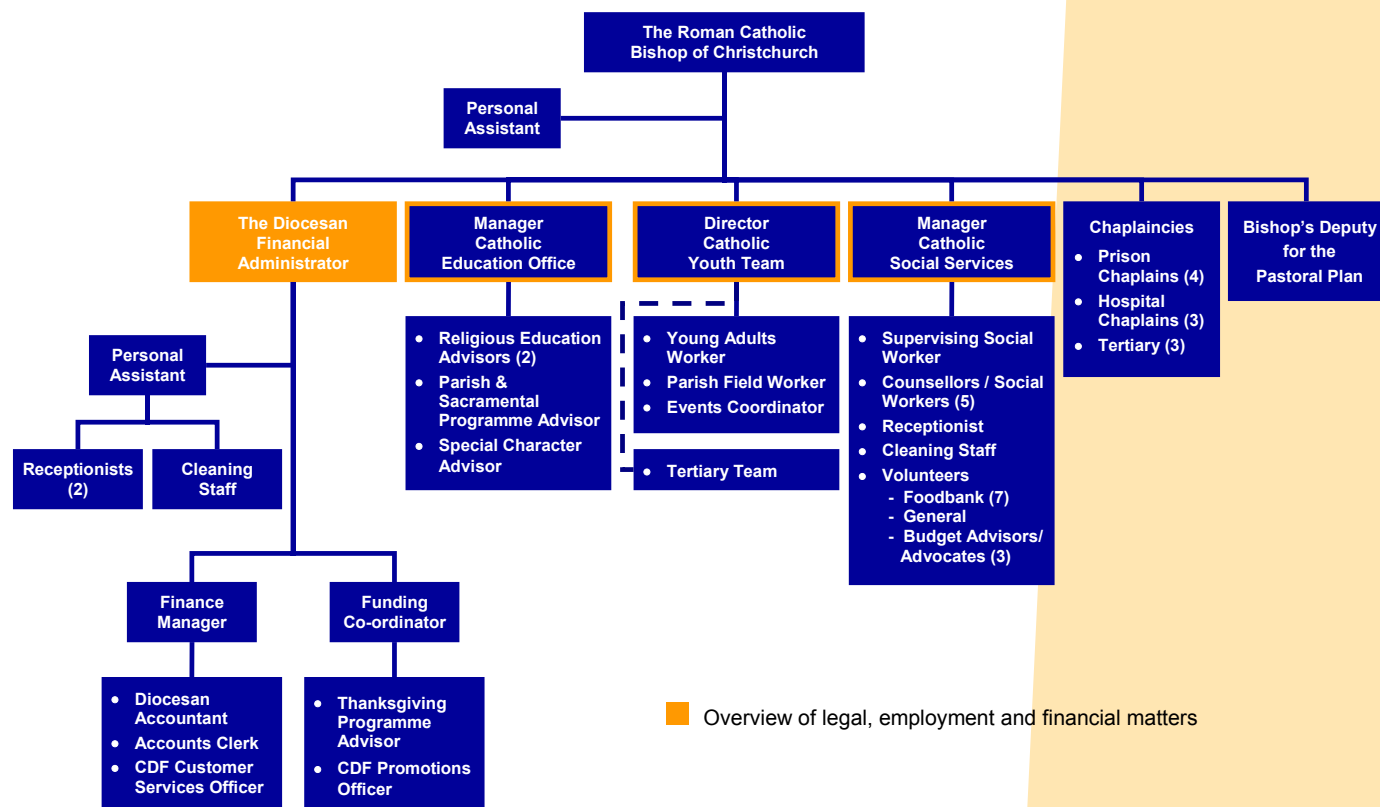 The Roman Catholic
Bishop of Christchurch
Personal
Assistant
The Diocesan
Financial
Administrator
Manager
Catholic
Education Office
Director
Catholic
Youth Team
Manager
Catholic
Social Services
Chaplaincies
● Prison
Chaplains (4)
● Hospital
Chaplains (3)
● Tertiary (3)
Bishop's Deputy
for the
Pastoral Plan
Personal
Assistant
Receptionists
(2)
Cleaning
Staff
● Religious Education
Advisors (2)
● Parish &
Sacramental
Programme Advisor
● Special Character
Advisor
● Young Adults
Worker
● Parish Field Worker
● Events Coordinator
● Tertiary Team
● Supervising Social
Worker
● Counsellors / Social
Workers (5)
● Receptionist
● Cleaning Staff
● Volunteers
- Foodbank (7)
- General
- Budget Advisors/
Advocates (3)
Finance
Manager
Funding
Co-ordinator
● Diocesan
Accountant
● Accounts Clerk
● CDF Customer
Services Officer
● Thanksgiving
Programme
Advisor
● CDF Promotions
Officer
Overview of legal, employment and financial matters